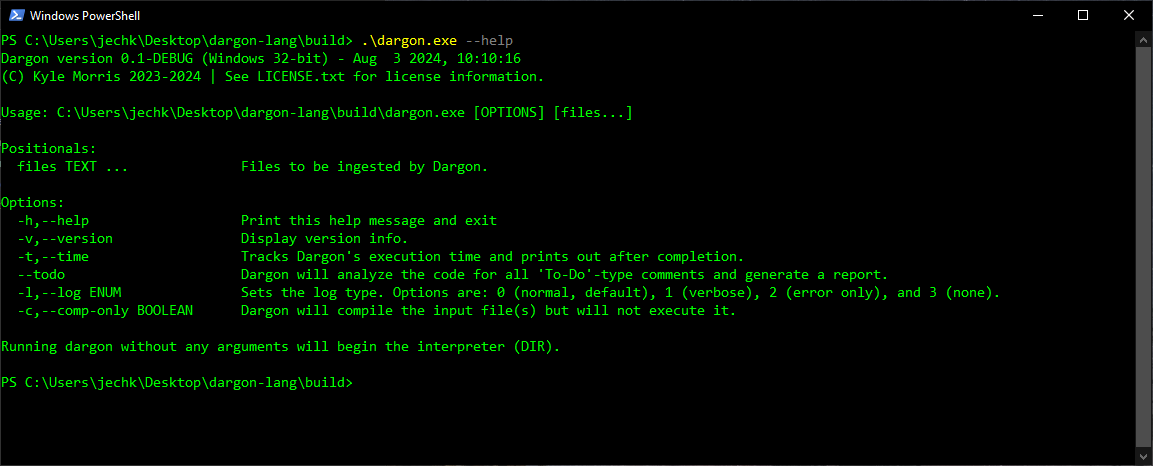 Windows PowerShell
PS C:\Users\jechk\Desktop\dargon-lang\build> .\dargon.exe --help
Dargon version 0.1-DEBUG (Windows 32-bit) - Aug  3 2024, 10:10:16
(C) Kyle Morris 2023-2024 | See LICENSE.txt for license information.
Usage: C:\Users\jechk\Desktop\dargon-lang\build\dargon.exe [OPTIONS] [files...]
Positionals:
  files TEXT ...              Files to be ingested by Dargon.
Options:
  -h,--help                   Print this help message and exit
  -v,--version                Display version info.
  -t,--time                   Tracks Dargon's execution time and prints out after completion.
  --todo                      Dargon will analyze the code for all 'To-Do'-type comments and generate a report.
  -l,--log ENUM               Sets the log type. Options are: 0 (normal, default), 1 (verbose), 2 (error only), and 3 (none).
  -c,--comp-only BOOLEAN      Dargon will compile the input file(s) but will not execute it.
Running dargon without any arguments will begin the interpreter (DIR).
PS C:\Users\jechk\Desktop\dargon-lang\build>